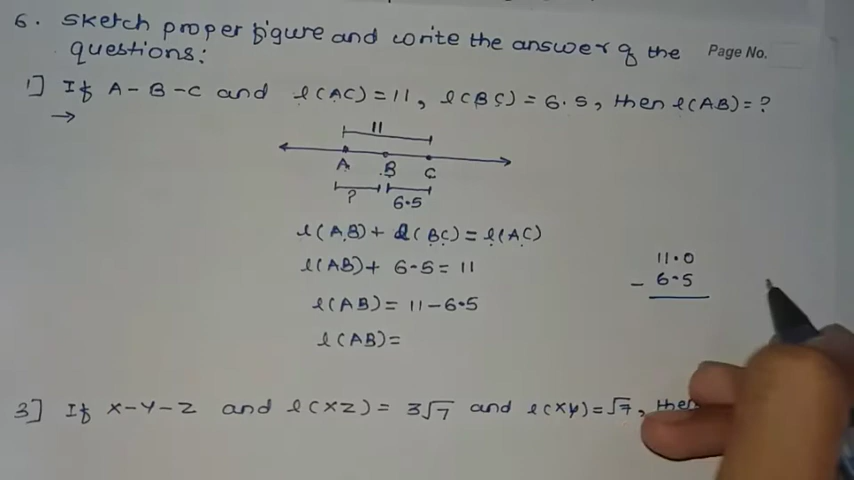 6. Sketch proper figure and write the answer of the
questions:
Page No.
1] If A-B-C and l(AC)=11, l(BC)=6.5, then l(AB)=?
→
11
A B C
? 6.5
l(AB)+ l(BC)=l(AC)
l(AB)+ 6.5=11
l(AB)= 11-6.5
l(AB)=
11.0
- 6.5
3] If X-Y-Z and l(XZ)= 3√7 and l(XY)=√7, then